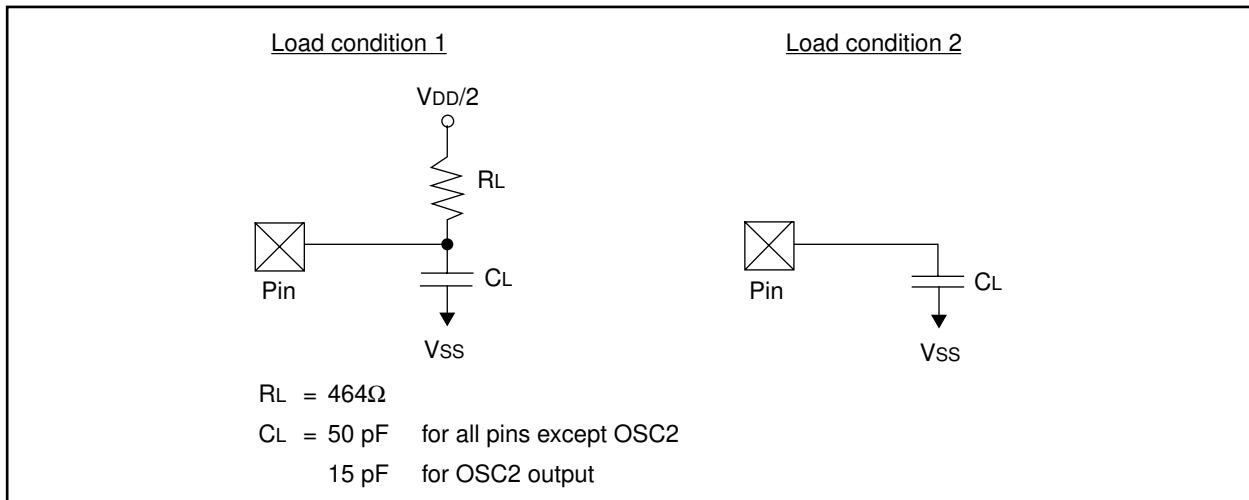 Load condition 1
VDD/2
RL
CL
Pin
VSS
Load condition 2
Pin
CL
VSS
RL = 464Ω
CL = 50 pF for all pins except OSC2
15 pF for OSC2 output